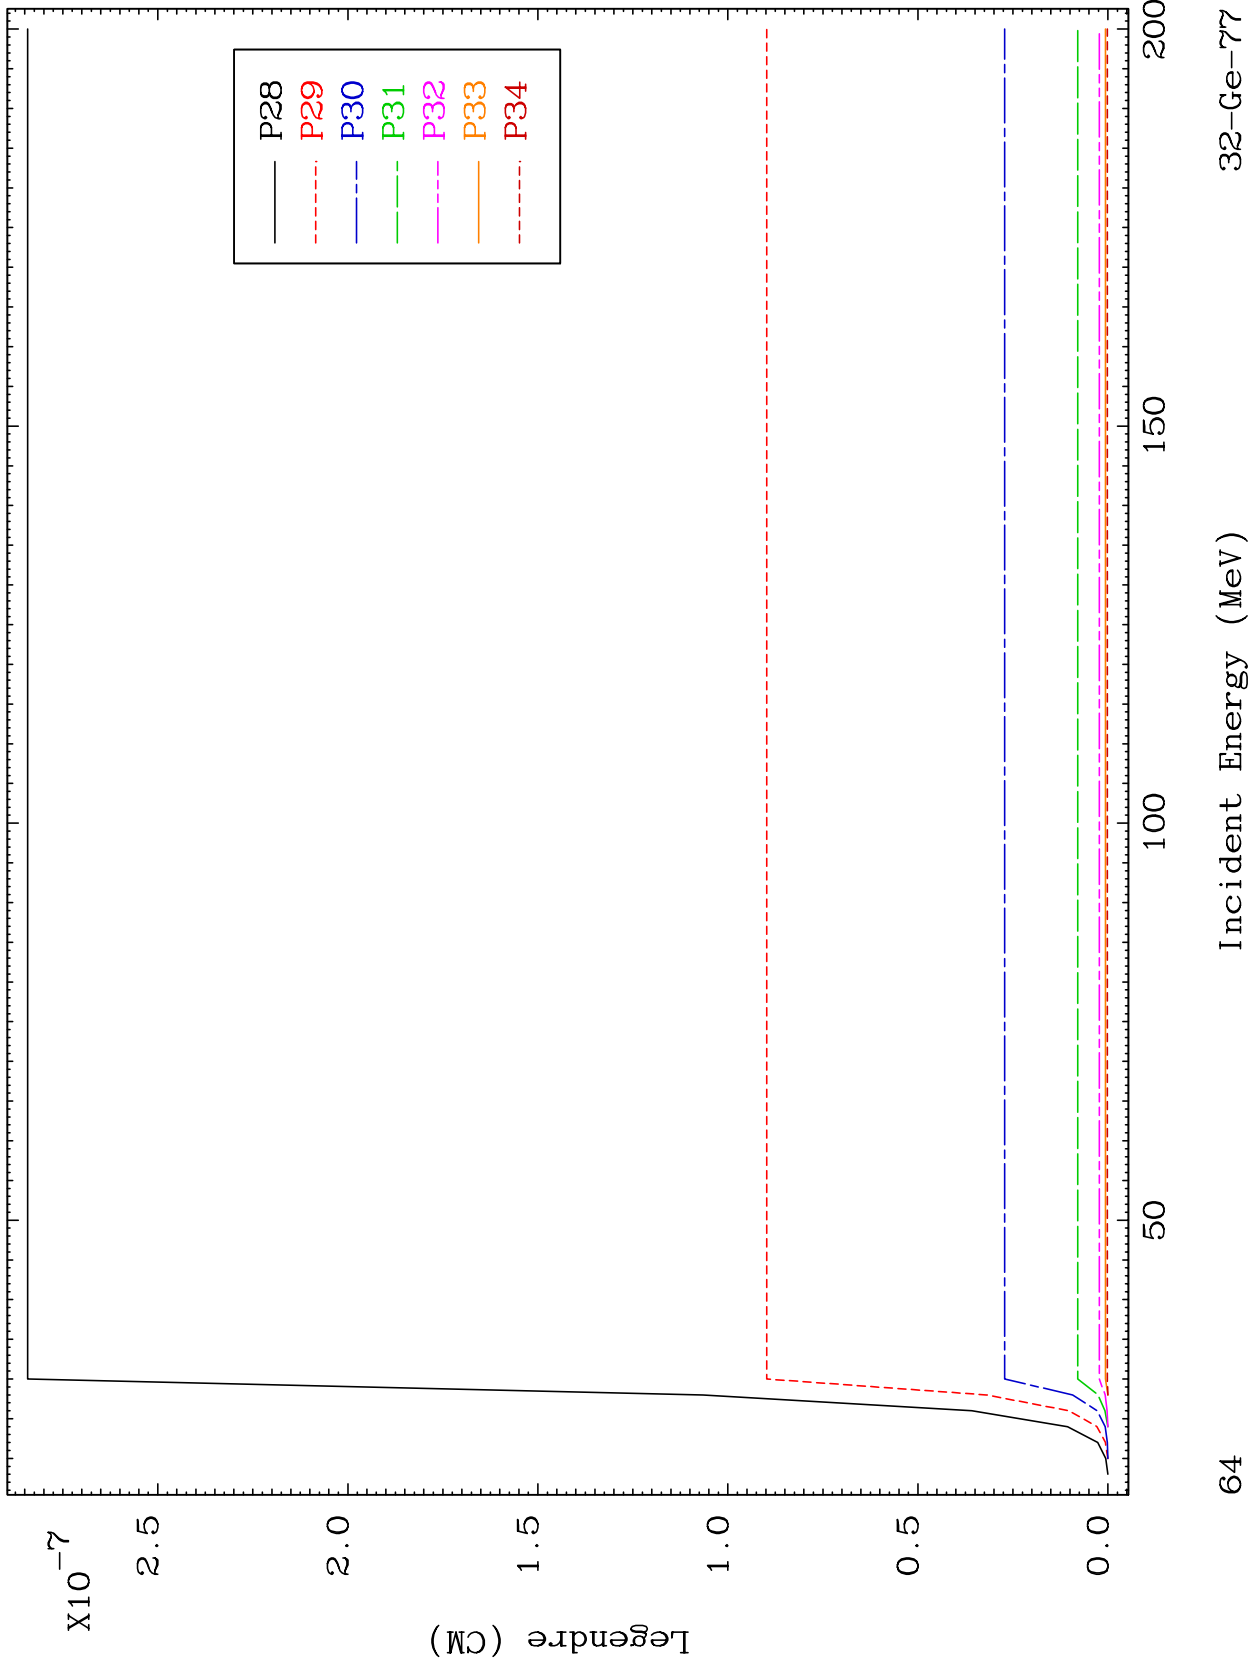 X10-7
2.5
2.0
1.5
1.0
0.5
0.0
Legendre (CM)
P28
P29
P30
P31
P32
P33
P34
50
100
150
200
64
Incident Energy (MeV)
32-Ge-77